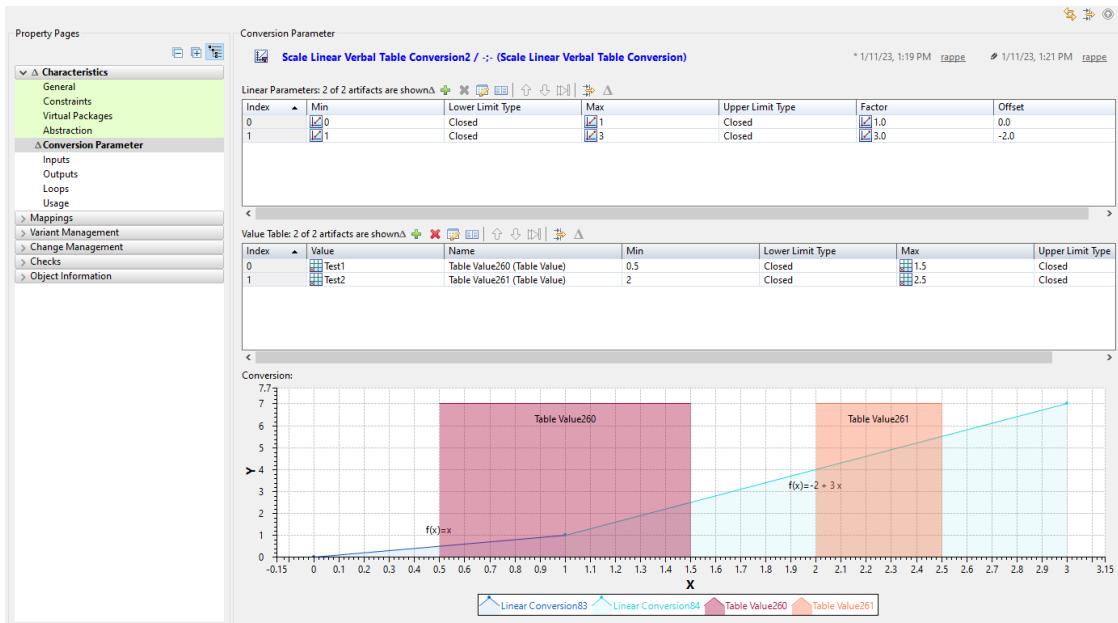 Property Pages
Conversion Parameter
Scale Linear Verbal Table Conversion2 / -;- (Scale Linear Verbal Table Conversion)
* 1/11/23, 1:19 PM rappe
1/11/23, 1:21 PM rappe
Δ Characteristics
General
Constraints
Virtual Packages
Abstraction
Δ Conversion Parameter
Inputs
Outputs
Loops
Usage
Mappings
Variant Management
Change Management
Checks
Object Information
Linear Parameters: 2 of 2 artifacts are shownΔ
Index Min Lower Limit Type Max Upper Limit Type Factor Offset
0 0 Closed 1 Closed 1.0 0.0
1 1 Closed 3 Closed 3.0 -2.0
Value Table: 2 of 2 artifacts are shownΔ
Index Value Name Min Lower Limit Type Max Upper Limit Type
0 Test1 Table Value260 (Table Value) 0.5 Closed 1.5 Closed
1 Test2 Table Value261 (Table Value) 2 Closed 2.5 Closed
Conversion:
7.7
7
6
5
4
3
2
1
0
Y
Table Value260
Table Value261
f(x)=-2 + 3 x
f(x)=x
-0.15 0 0.1 0.2 0.3 0.4 0.5 0.6 0.7 0.8 0.9 1 1.1 1.2 1.3 1.4 1.5 1.6 1.7 1.8 1.9 2 2.1 2.2 2.3 2.4 2.5 2.6 2.7 2.8 2.9 3 3.15
X
Linear Conversion83 Linear Conversion84 Table Value260 Table Value261